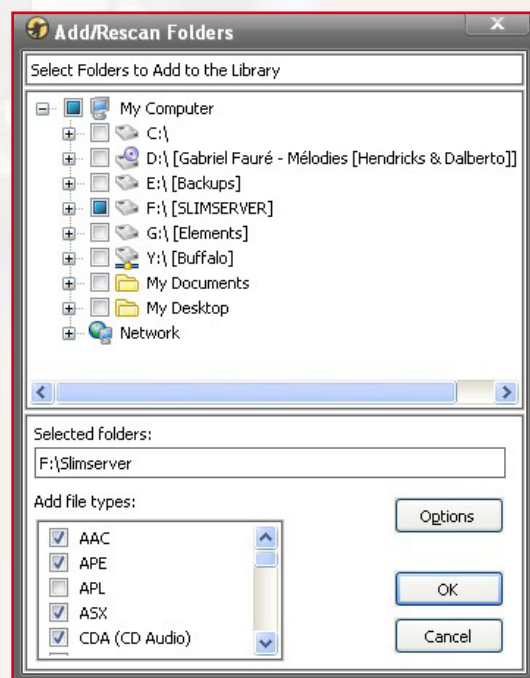 Add/Rescan Folders
Select Folders to Add to the Library
My Computer
C:\
D:\ [Gabriel Fauré - Mélodies [Hendricks & Dalberto]]
E:\ [Backups]
F:\ [SLIMSERVER]
G:\ [Elements]
Y:\ [Buffalo]
My Documents
My Desktop
Network
Selected folders:
F:\Slimserver
Add file types:
AAC
APE
APL
ASX
CDA (CD Audio)
Options
OK
Cancel